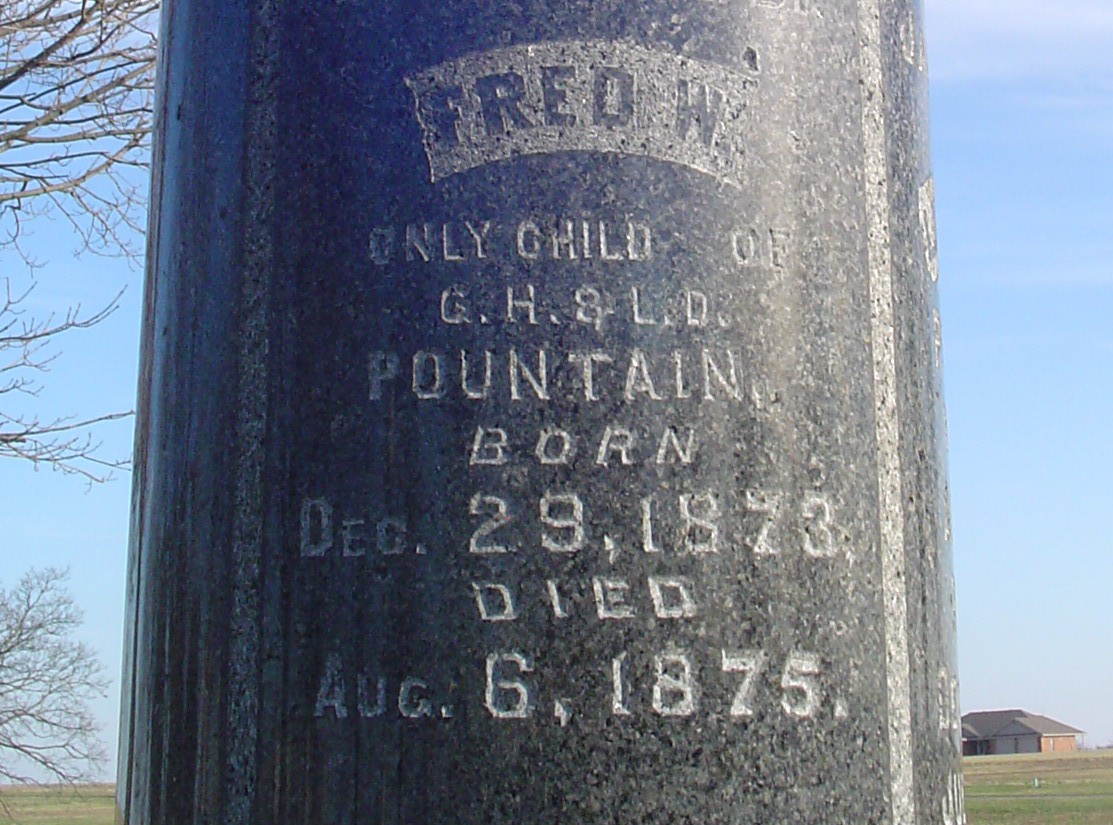 FRED W.
ONLY CHILD OF
G. H. & L. D.
POUNTAIN,
BORN
DEC. 29, 1873,
DIED
AUG. 6, 1875.